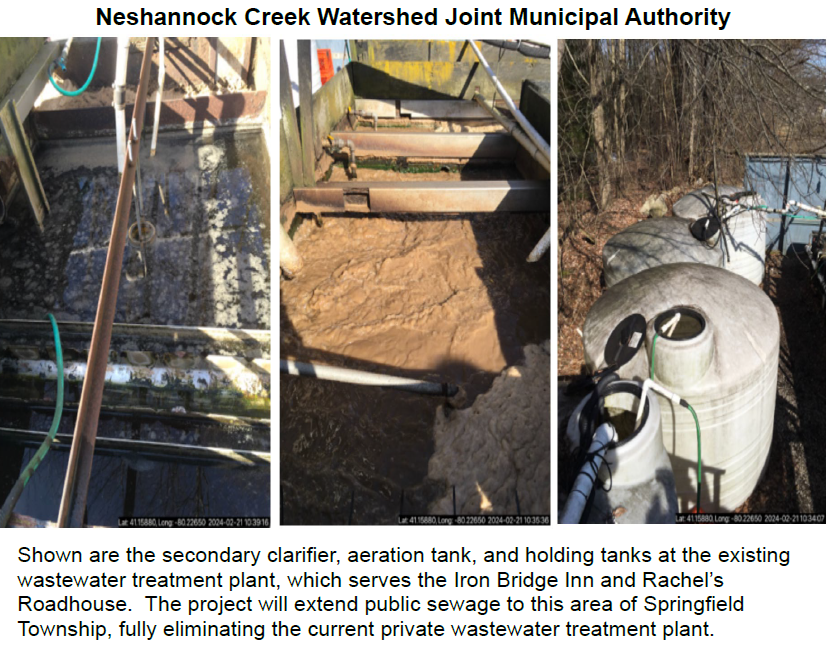 Neshannock Creek Watershed Joint Municipal Authority
Lat: 41.15880, Long: -80.22650 2024-02-21 10:39:16
Lat: 41.15880, Long: -80.22650 2024-02-21 10:35:36
Lat: 41.15880, Long: -80.22650 2024-02-21 10:34:07
Shown are the secondary clarifier, aeration tank, and holding tanks at the existing
wastewater treatment plant, which serves the Iron Bridge Inn and Rachel’s
Roadhouse.  The project will extend public sewage to this area of Springfield
Township, fully eliminating the current private wastewater treatment plant.